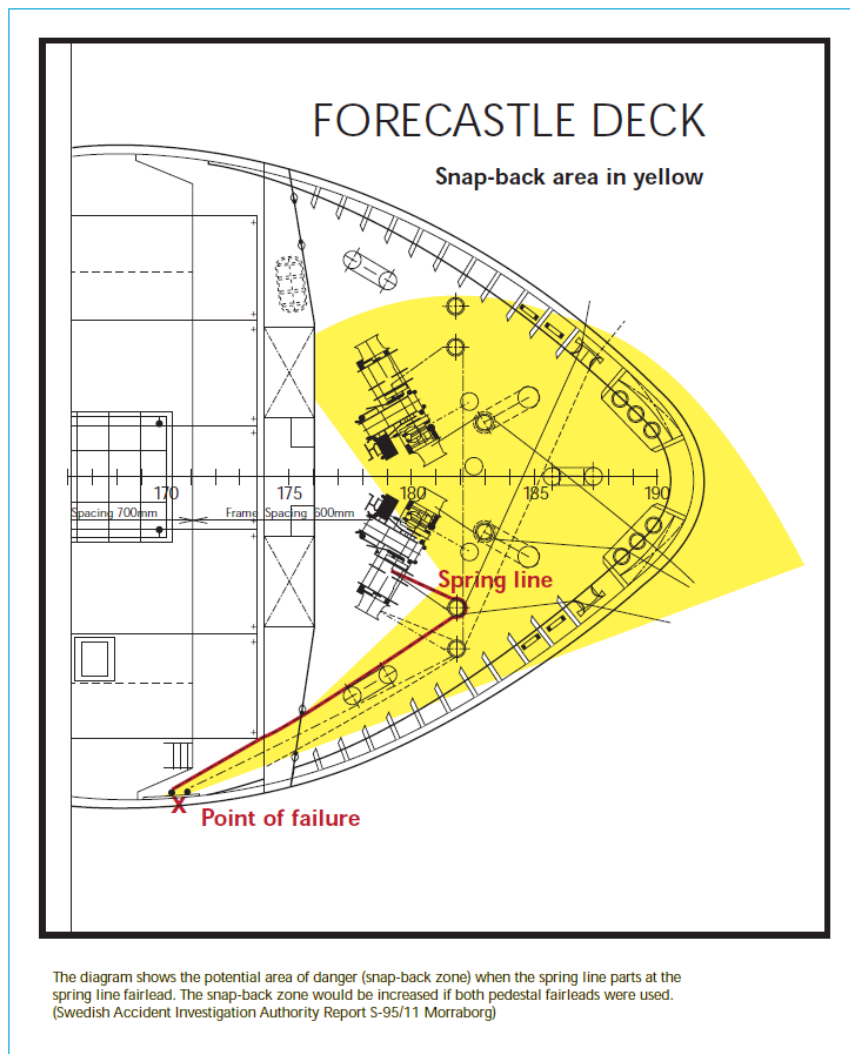 FORECASTLE DECK
Snap-back area in yellow
170 175 180 185 190
Spacing 700mm Frame Spacing 600mm
Spring line
X
Point of failure
The diagram shows the potential area of danger (snap-back zone) when the spring line parts at the
spring line fairlead. The snap-back zone would be increased if both pedestal fairleads were used.
(Swedish Accident Investigation Authority Report S-95/11 Morraborg)